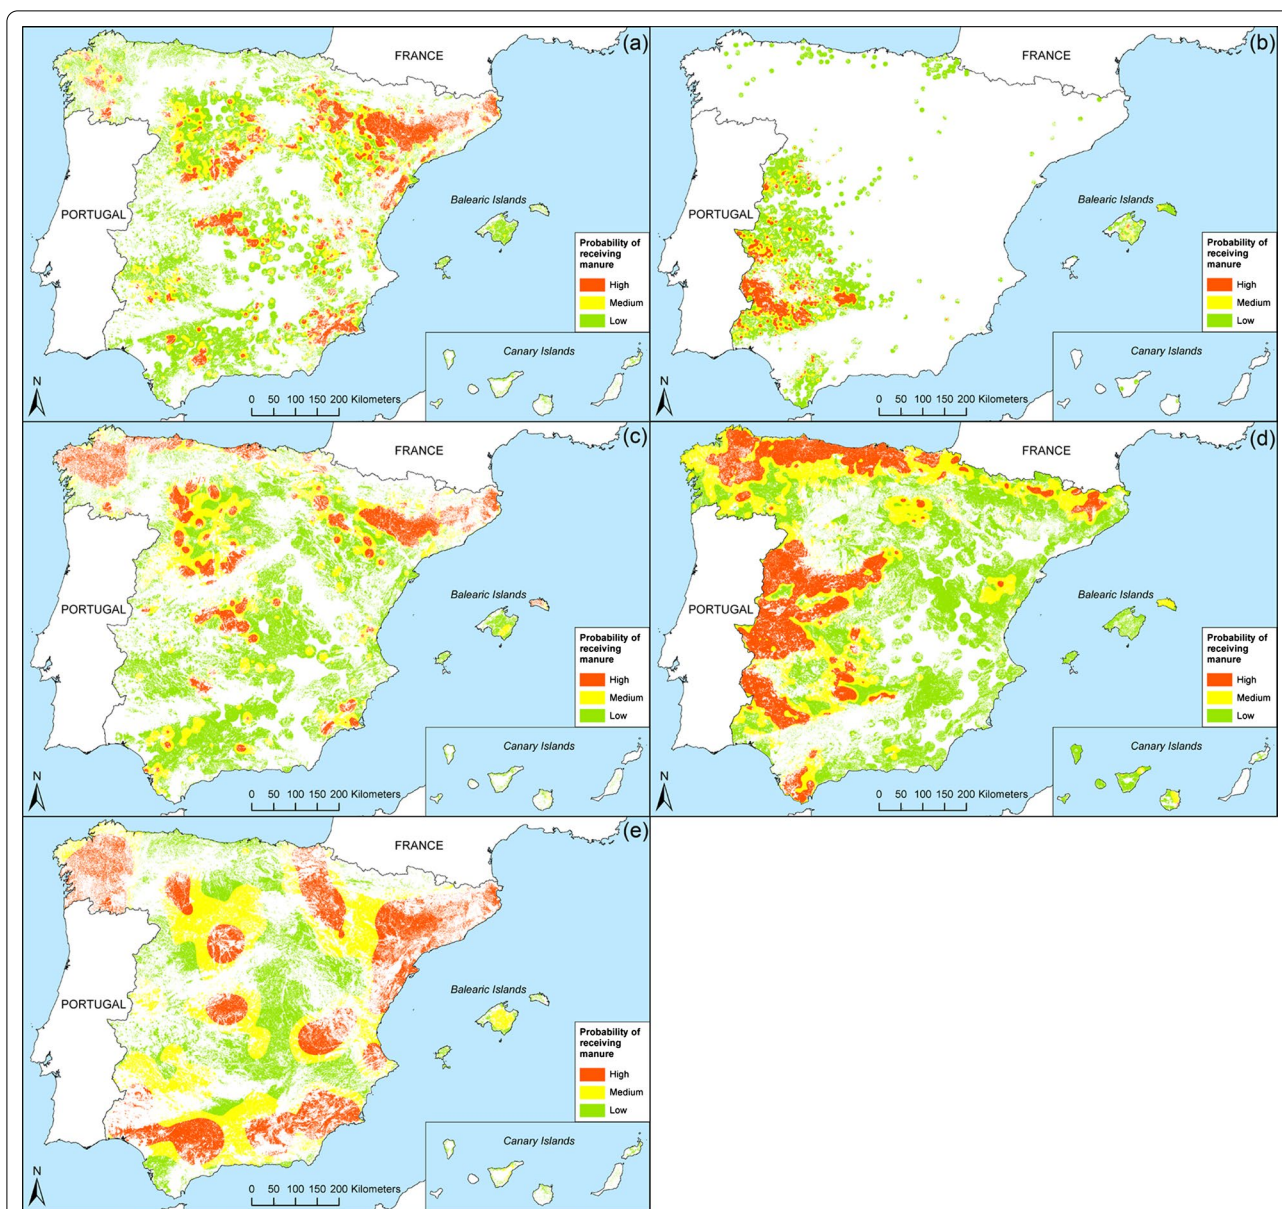 (a)
FRANCE
PORTUGAL
Balearic Islands
Probability of
receiving
manure
High
Medium
Low
Canary Islands
N
0 50 100 150 200 Kilometers
(b)
FRANCE
PORTUGAL
Balearic Islands
Probability of
receiving
manure
High
Medium
Low
Canary Islands
N
0 50 100 150 200 Kilometers
(c)
FRANCE
PORTUGAL
Balearic Islands
Probability of
receiving
manure
High
Medium
Low
Canary Islands
N
0 50 100 150 200 Kilometers
(d)
FRANCE
PORTUGAL
Balearic Islands
Probability of
receiving
manure
High
Medium
Low
Canary Islands
N
0 50 100 150 200 Kilometers
(e)
FRANCE
PORTUGAL
Balearic Islands
Probability of
receiving
manure
High
Medium
Low
Canary Islands
N
0 50 100 150 200 Kilometers